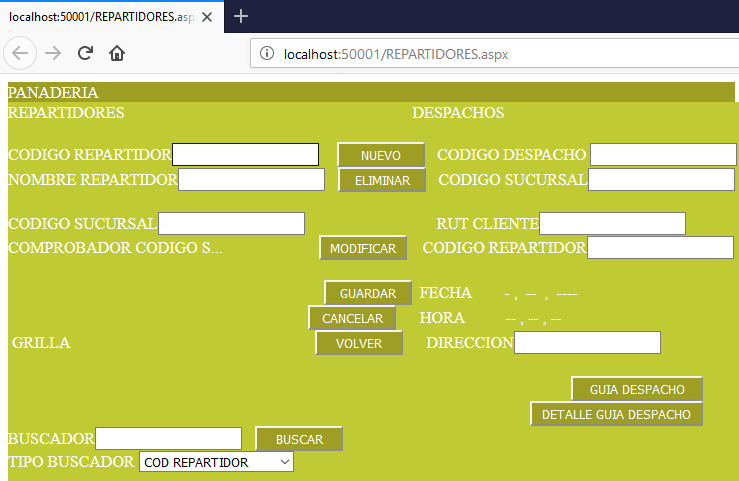 localhost:50001/REPARTIDORES.asp
localhost:50001/REPARTIDORES.aspx
PANADERIA
REPARTIDORES DESPACHOS
CODIGO REPARTIDOR NUEVO CODIGO DESPACHO
NOMBRE REPARTIDOR ELIMINAR CODIGO SUCURSAL
CODIGO SUCURSAL RUT CLIENTE
COMPROBADOR CODIGO S... MODIFICAR CODIGO REPARTIDOR
GUARDAR FECHA - , -- , ----
CANCELAR HORA -- , -- , --
GRILLA VOLVER DIRECCION
GUIA DESPACHO
DETALLE GUIA DESPACHO
BUSCADOR BUSCAR
TIPO BUSCADOR COD REPARTIDOR